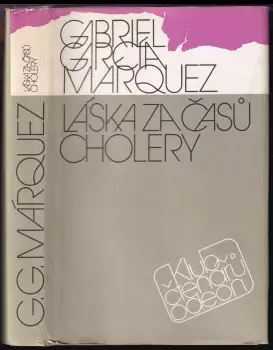 GABRIEL
GARCÍA
MÁRQUEZ
LÁSKA ZA ČASŮ
CHOLERY
klub
čtenářů
odeon
G. G. MÁRQUEZ
LÁSKA ZA ČASŮ
CHOLERY